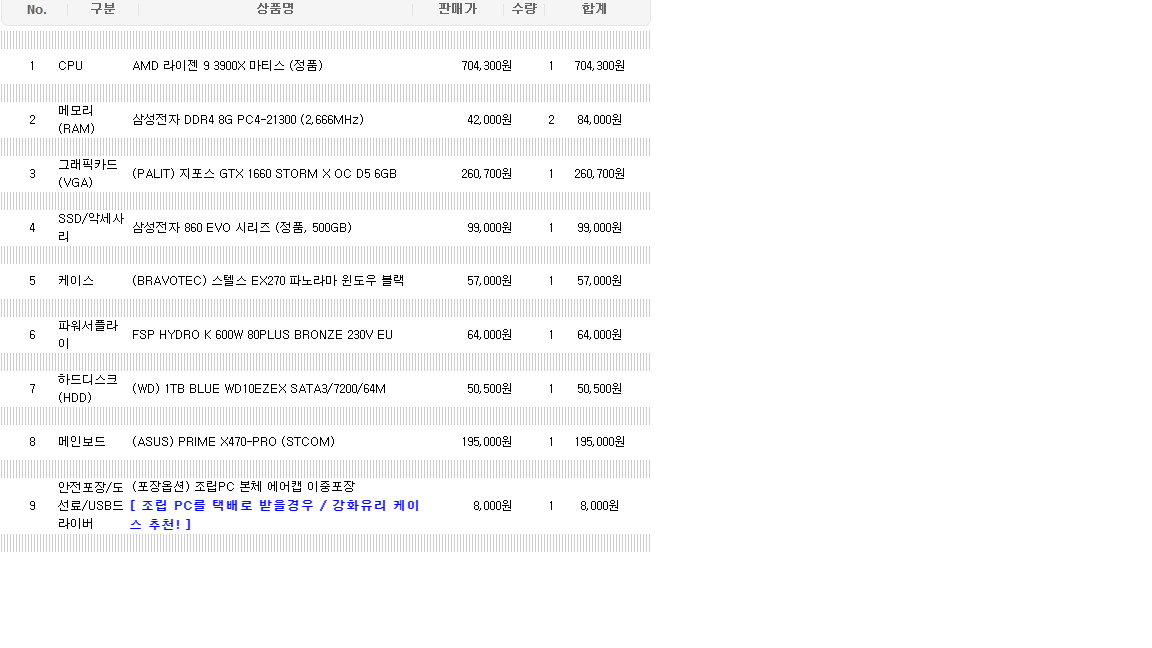 No. 구분 상품명 판매가 수량 합계
1 CPU AMD 라이젠 9 3900X 마티스 (정품) 704,300원 1 704,300원
2 메모리 (RAM) 삼성전자 DDR4 8G PC4-21300 (2,666MHz) 42,000원 2 84,000원
3 그래픽카드 (VGA) (PALIT) 지포스 GTX 1660 STORM X OC D5 6GB 260,700원 1 260,700원
4 SSD/악세사리 삼성전자 860 EVO 시리즈 (정품, 500GB) 99,000원 1 99,000원
5 케이스 (BRAVOTEC) 스텔스 EX270 파노라마 윈도우 블랙 57,000원 1 57,000원
6 파워서플라이 FSP HYDRO K 600W 80PLUS BRONZE 230V EU 64,000원 1 64,000원
7 하드디스크 (HDD) (WD) 1TB BLUE WD10EZEX SATA3/7200/64M 50,500원 1 50,500원
8 메인보드 (ASUS) PRIME X470-PRO (STCOM) 195,000원 1 195,000원
9 안전포장/도선료/USB드라이버 (포장옵션) 조립PC 본체 에어캡 이중포장
[ 조립 PC를 택배로 받을경우 / 강화유리 케이스 추천! ] 8,000원 1 8,000원